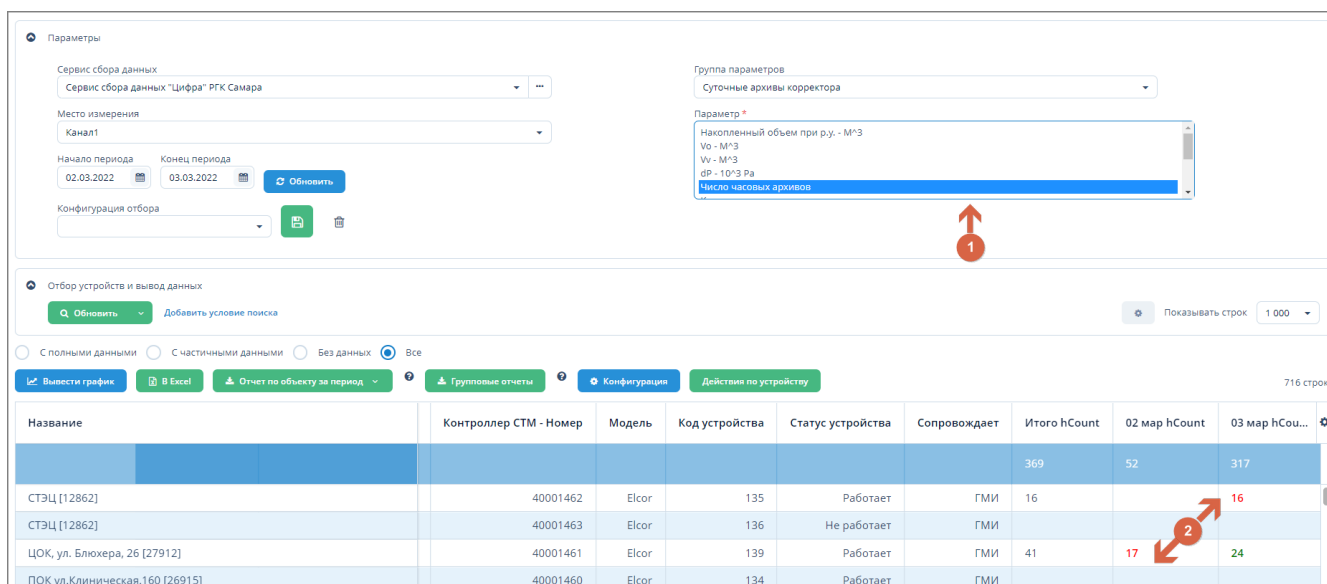 Параметры
Сервис сбора данных
Сервис сбора данных "Цифра" РГК Самара
Группа параметров
Суточные архивы корректора
Место измерения
Канал1
Параметр *
Накопленный объем при р.у. - М^3
Vo - М^3
Vv - М^3
dP - 10^3 Pa
Число часовых архивов
Начало периода Конец периода
02.03.2022 03.03.2022 Обновить
Конфигурация отбора
1
Отбор устройств и вывод данных
Обновить Добавить условие поиска Показывать строк 1 000
С полными данными С частичными данными Без данных Все
Вывести график В Excel Отчет по объекту за период ? Групповые отчеты ? Конфигурация Действия по устройству 716 строк
Название Контроллер СТМ - Номер Модель Код устройства Статус устройства Сопровождает Итого hCount 02 мар hCount 03 мар hCou...
369 52 317
СТЭЦ [12862] 40001462 Elcor 135 Работает ГМИ 16 16
СТЭЦ [12862] 40001463 Elcor 136 Не работает ГМИ
2
ЦОК, ул. Блюхера, 26 [27912] 40001461 Elcor 139 Работает ГМИ 41 17 24
ПОК ул.Клиническая,160 [26915] 40001460 Elcor 134 Работает ГМИ